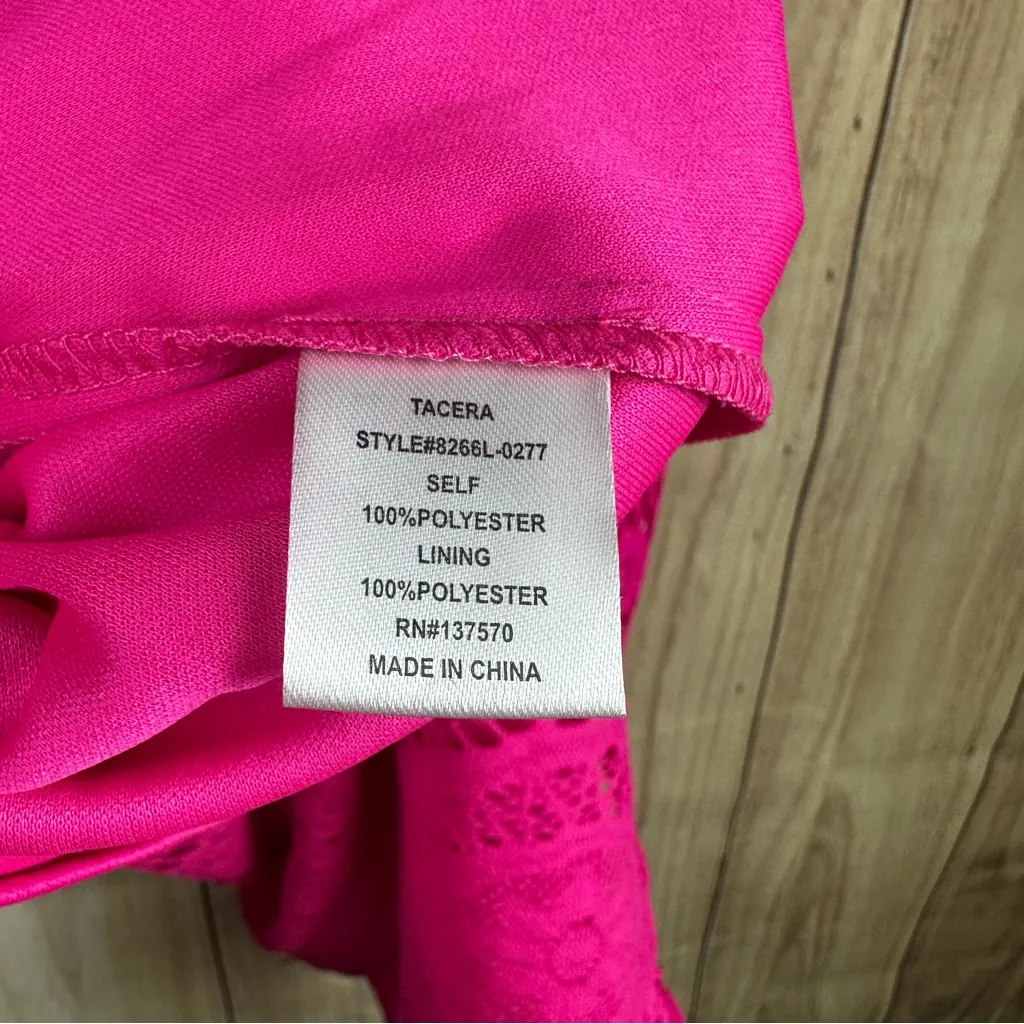 TACERA
STYLE#8266L-0277
SELF
100%POLYESTER
LINING
100%POLYESTER
RN#137570
MADE IN CHINA